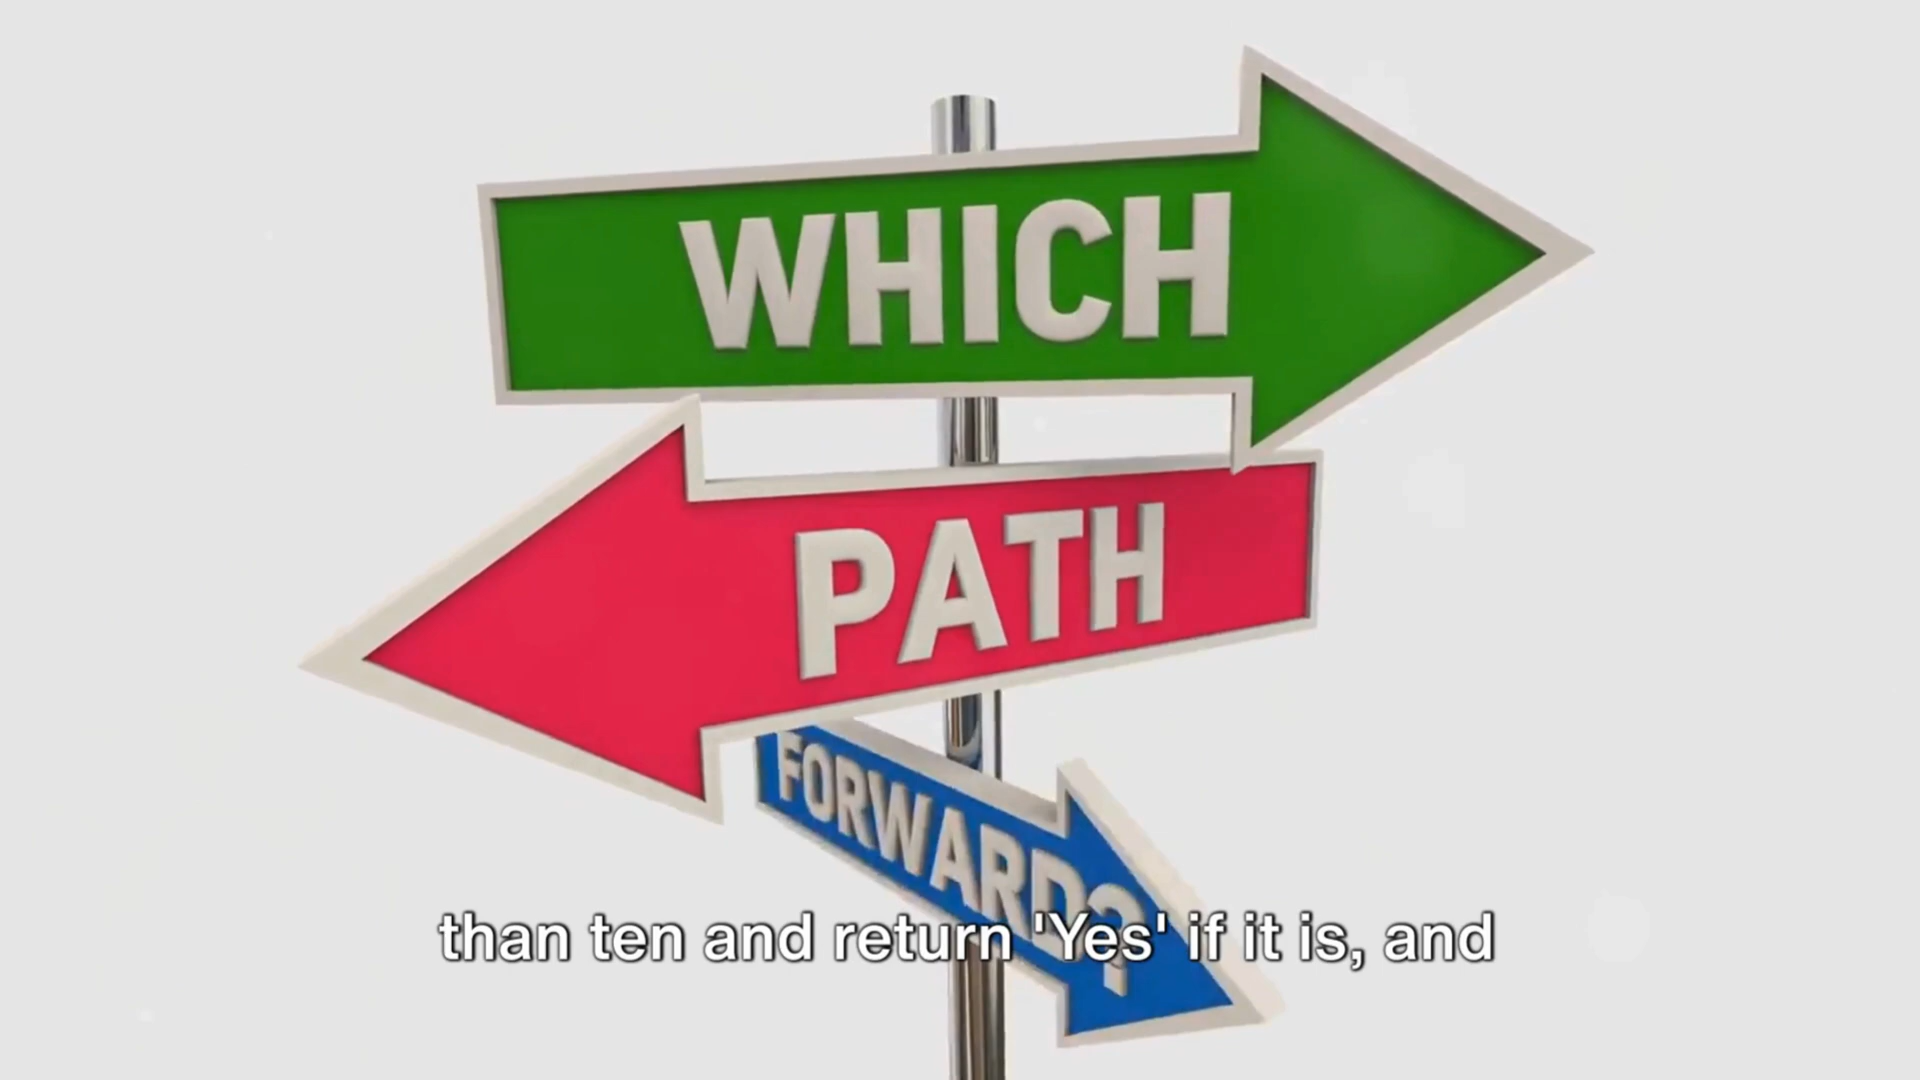 WHICH
PATH
FORWARD?
than ten and return 'Yes' if it is, and